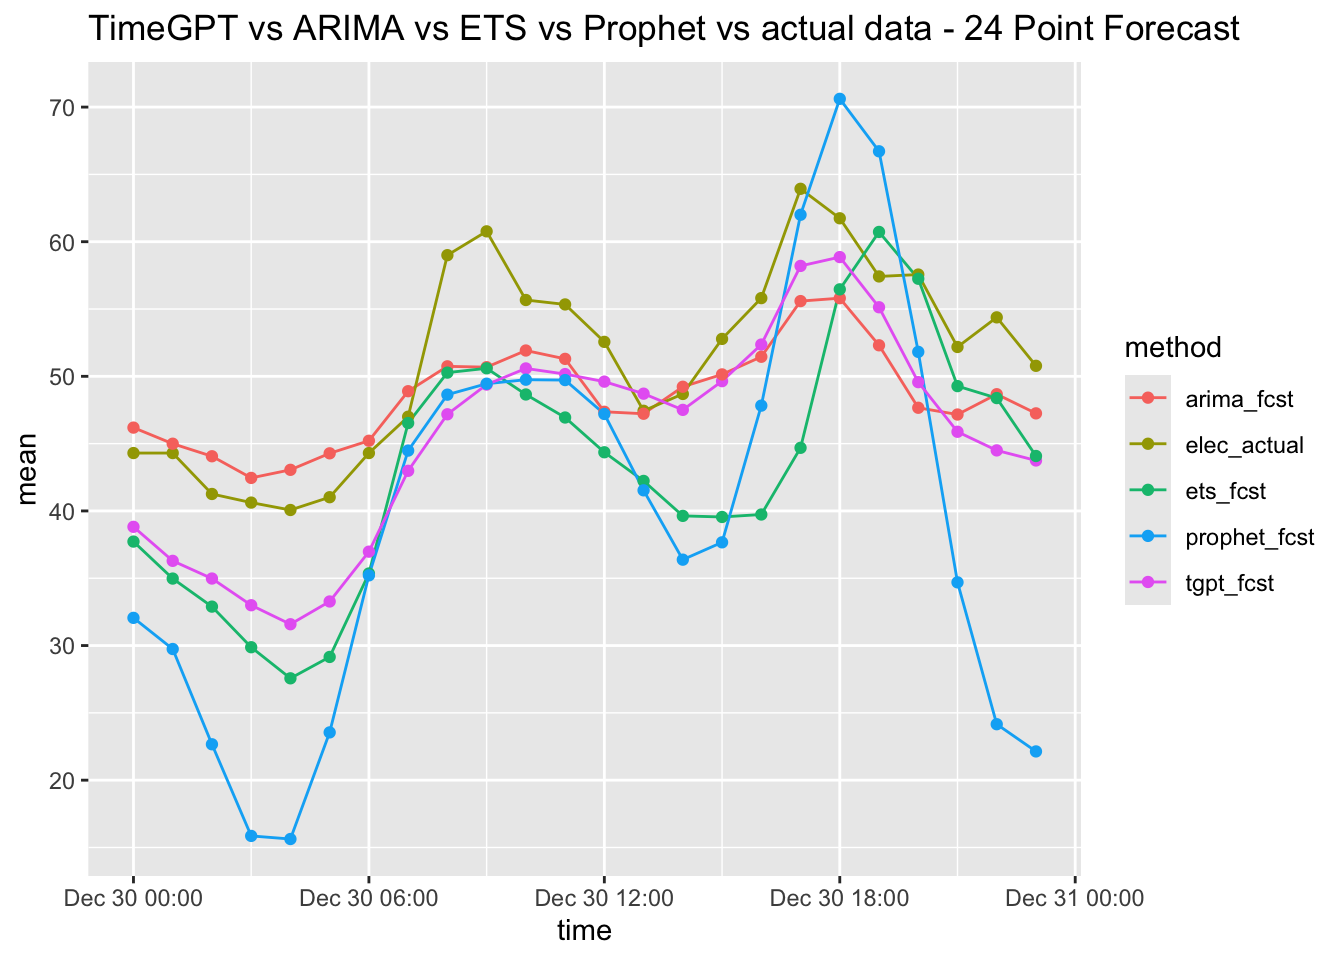 TimeGPT vs ARIMA vs ETS vs Prophet vs actual data - 24 Point Forecast
70
60
50
40
30
20
mean
Dec 30 00:00
Dec 30 06:00
Dec 30 12:00
Dec 30 18:00
Dec 31 00:00
time
method
arima_fcst
elec_actual
ets_fcst
prophet_fcst
tgpt_fcst